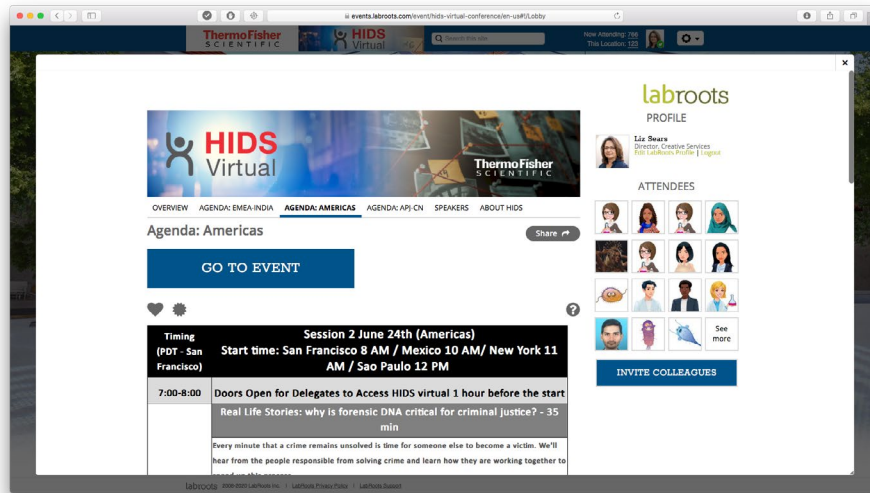 events.labroots.com/event/hids-virtual-conference/en-us#!/Lobby
ThermoFisher
SCIENTIFIC
HIDS
Virtual
Search this site
Now Attending: 766
This Location: 123
labroots
PROFILE
Liz Sears
Director, Creative Services
Edit LabRoots Profile | Logout
HIDS
Virtual
ThermoFisher
SCIENTIFIC
ATTENDEES
OVERVIEW AGENDA: EMEA-INDIA AGENDA: AMERICAS AGENDA: APJ-CN SPEAKERS ABOUT HIDS
Agenda: Americas
Share
GO TO EVENT
See
more
INVITE COLLEAGUES
Timing
(PDT - San
Francisco)
Session 2 June 24th (Americas)
Start time: San Francisco 8 AM / Mexico 10 AM/ New York 11
AM / Sao Paulo 12 PM
7:00-8:00 Doors Open for Delegates to Access HIDS virtual 1 hour before the start
Real Life Stories: why is forensic DNA critical for criminal justice? - 35
min
Every minute that a crime remains unsolved is time for someone else to become a victim. We'll
hear from the people responsible from solving crime and learn how they are working together to
labroots 2008-2020 LabRoots Inc. | LabRoots Privacy Policy | LabRoots Support